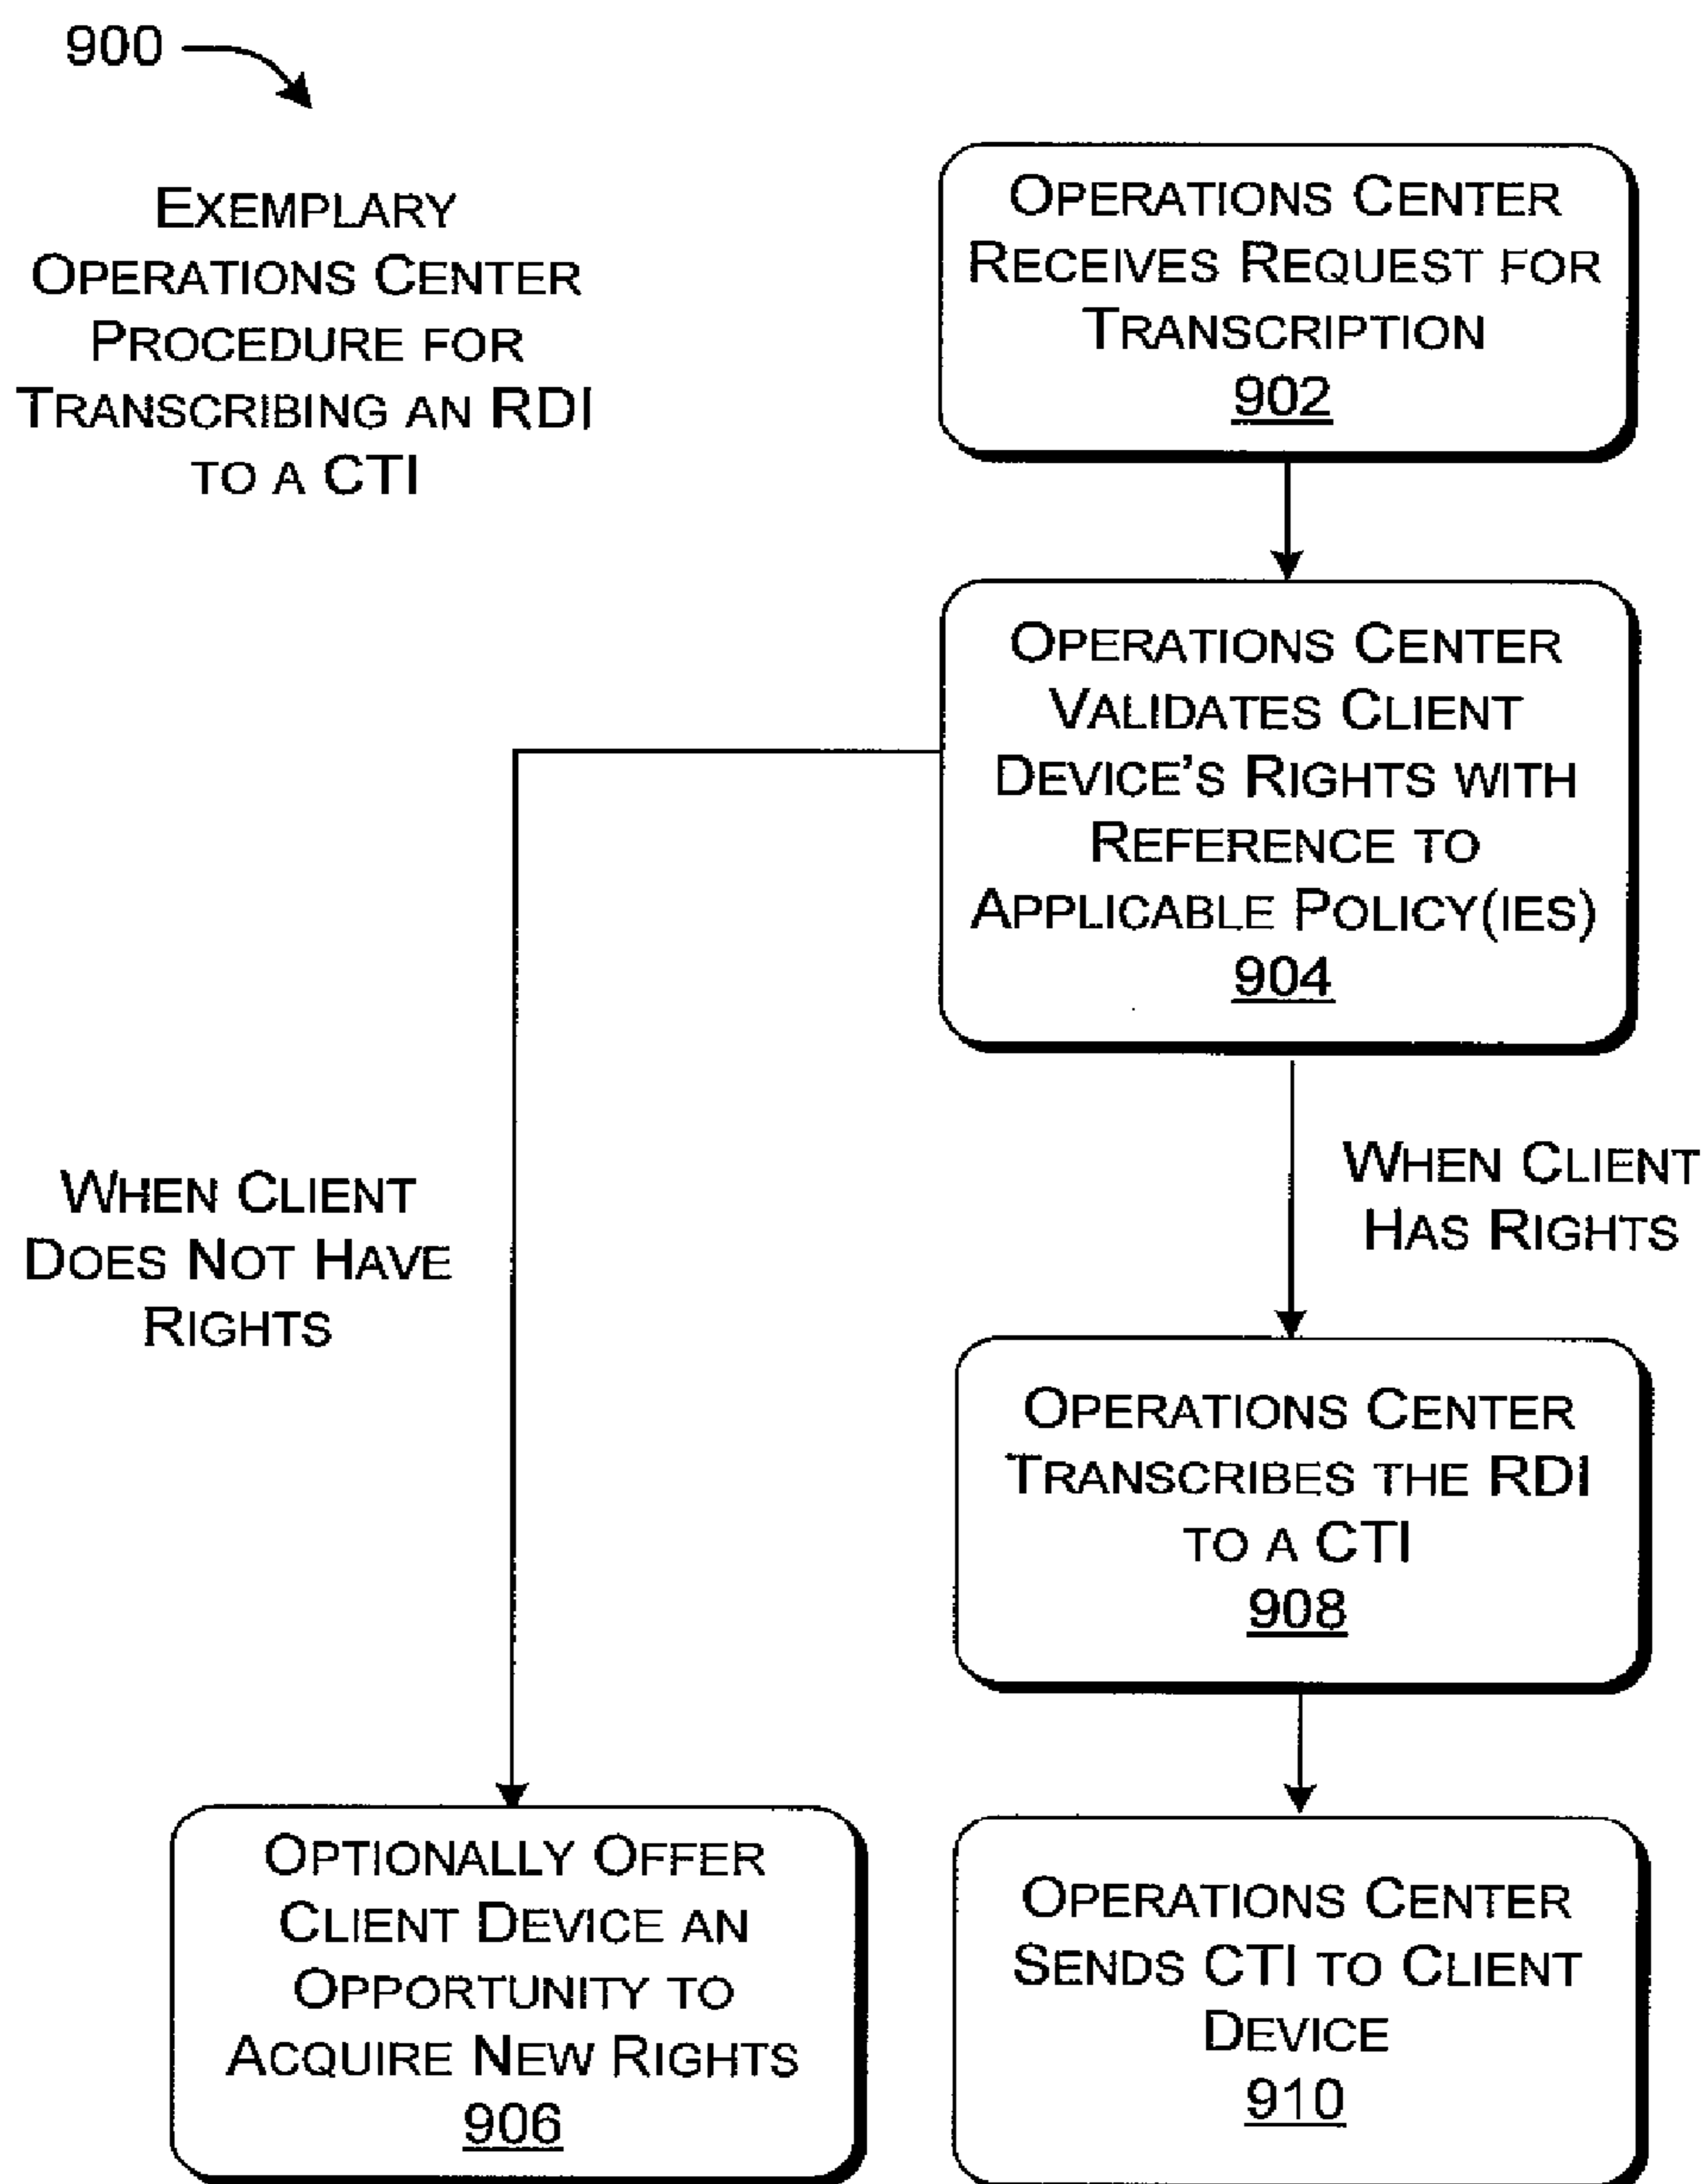 900
EXEMPLARY
OPERATIONS CENTER
PROCEDURE FOR
TRANSCRIBING AN RDI
TO A CTI
OPERATIONS CENTER
RECEIVES REQUEST FOR
TRANSCRIPTION
902
OPERATIONS CENTER
VALIDATES CLIENT
DEVICE'S RIGHTS WITH
REFERENCE TO
APPLICABLE POLICY(IES)
904
WHEN CLIENT
DOES NOT HAVE
RIGHTS
WHEN CLIENT
HAS RIGHTS
OPERATIONS CENTER
TRANSCRIBES THE RDI
TO A CTI
908
OPTIONALLY OFFER
CLIENT DEVICE AN
OPPORTUNITY TO
ACQUIRE NEW RIGHTS
906
OPERATIONS CENTER
SENDS CTI TO CLIENT
DEVICE
910